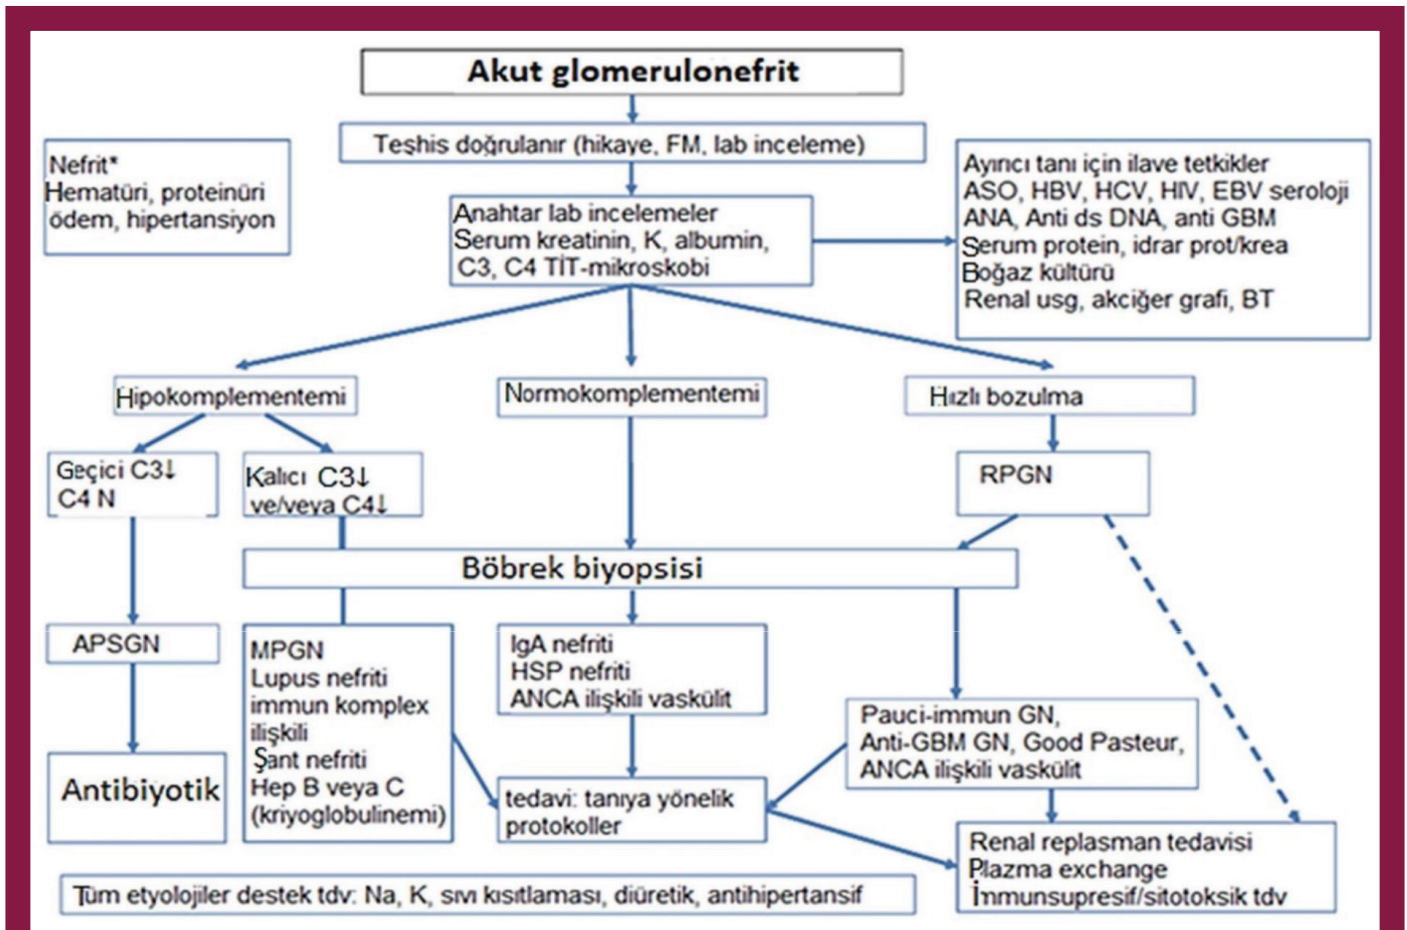 Akut glomerulonefrit
Teşhis doğrulanır (hikaye, FM, lab inceleme)
Nefrit*
Hematüri, proteinüri
ödem, hipertansiyon
Anahtar lab incelemeler
Serum kreatinin, K, albumin,
C3, C4 TİT-mikroskobi
Ayırıcı tanı için ilave tetkikler
ASO, HBV, HCV, HIV, EBV seroloji
ANA, Anti ds DNA, anti GBM
Serum protein, idrar prot/krea
Boğaz kültürü
Renal usg, akciğer grafi, BT
Hipokomplementemi
Normokomplementemi
Hızlı bozulma
Geçici C3↓
C4 N
Kalıcı C3↓
ve/veya C4↓
RPGN
Böbrek biyopsisi
APSGN
MPGN
Lupus nefriti
immun komplex
ilişkili
Şant nefriti
Hep B veya C
(kriyoglobulinemi)
IgA nefriti
HSP nefriti
ANCA ilişkili vaskülit
Pauci-immun GN,
Anti-GBM GN, Good Pasteur,
ANCA ilişkili vaskülit
Antibiyotik
tedavi: tanıya yönelik
protokoller
Renal replasman tedavisi
Plazma exchange
İmmunsupresif/sitotoksik tdv
Tüm etyolojiler destek tdv: Na, K, sıvı kısıtlaması, diüretik, antihipertansif